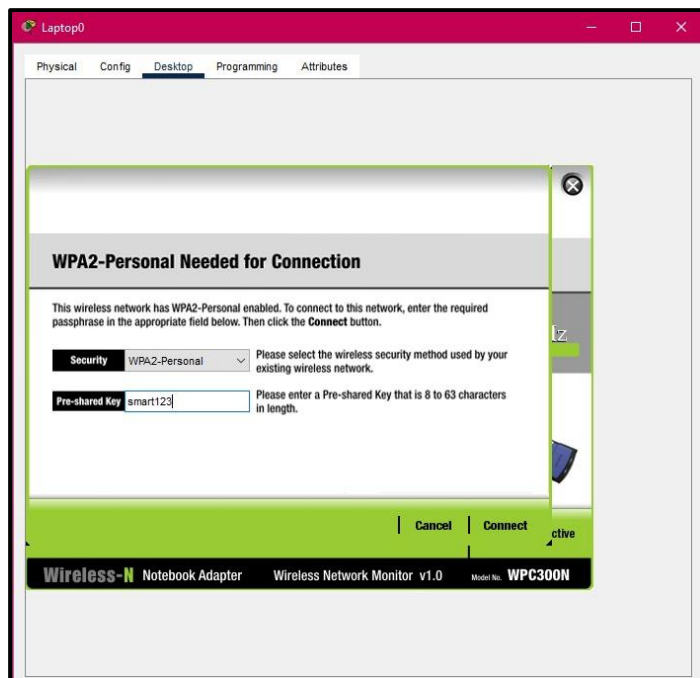 Laptop0
Physical Config Desktop Programming Attributes
WPA2-Personal Needed for Connection
This wireless network has WPA2-Personal enabled. To connect to this network, enter the required
passphrase in the appropriate field below. Then click the Connect button.
Security WPA2-Personal Please select the wireless security method used by your
existing wireless network.
Pre-shared Key smart123 Please enter a Pre-shared Key that is 8 to 63 characters
in length.
Cancel Connect
Wireless-N Notebook Adapter Wireless Network Monitor v1.0 Model No. WPC300N